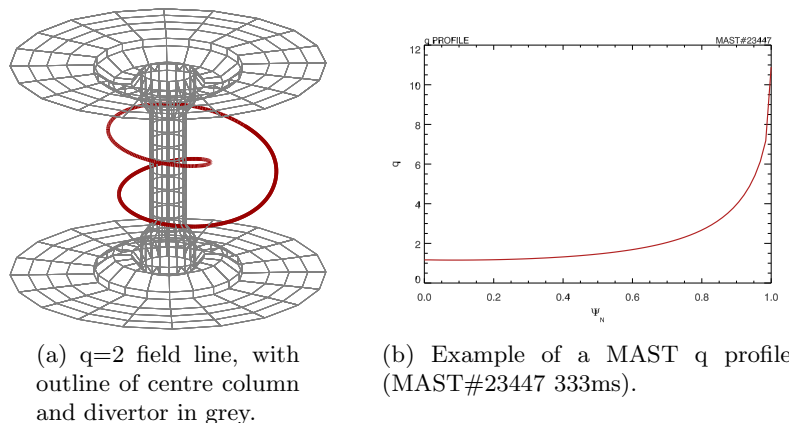 q PROFILE MAST#23447
12
10
8
6
4
2
0
q
0.0 0.2 0.4 0.6 0.8 1.0
Ψ_N
(a) q=2 field line, with
outline of centre column
and divertor in grey.
(b) Example of a MAST q profile
(MAST#23447 333ms).